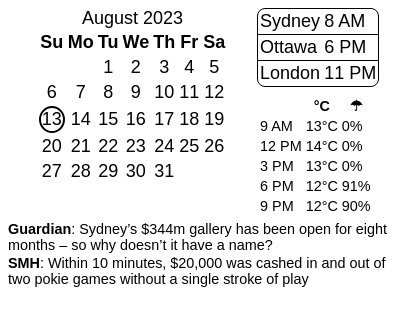 August 2023
Su Mo Tu We Th Fr Sa
1 2 3 4 5
6 7 8 9 10 11 12
13 14 15 16 17 18 19
20 21 22 23 24 25 26
27 28 29 30 31
Sydney 8 AM
Ottawa 6 PM
London 11 PM
°C ☂
9 AM 13°C 0%
12 PM 14°C 0%
3 PM 13°C 0%
6 PM 12°C 91%
9 PM 12°C 90%
Guardian: Sydney’s $344m gallery has been open for eight
months – so why doesn’t it have a name?
SMH: Within 10 minutes, $20,000 was cashed in and out of
two pokie games without a single stroke of play